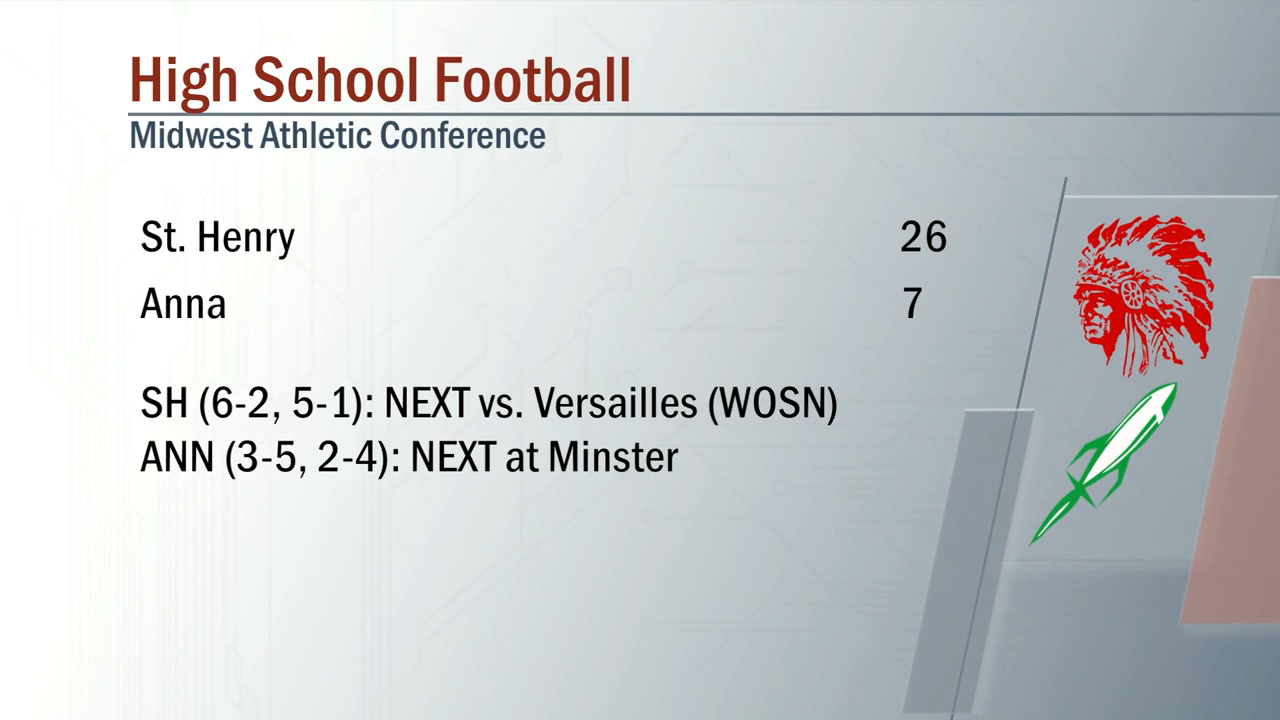 High School Football
Midwest Athletic Conference
St. Henry 26
Anna 7
SH (6-2, 5-1): NEXT vs. Versailles (WOSN)
ANN (3-5, 2-4): NEXT at Minster